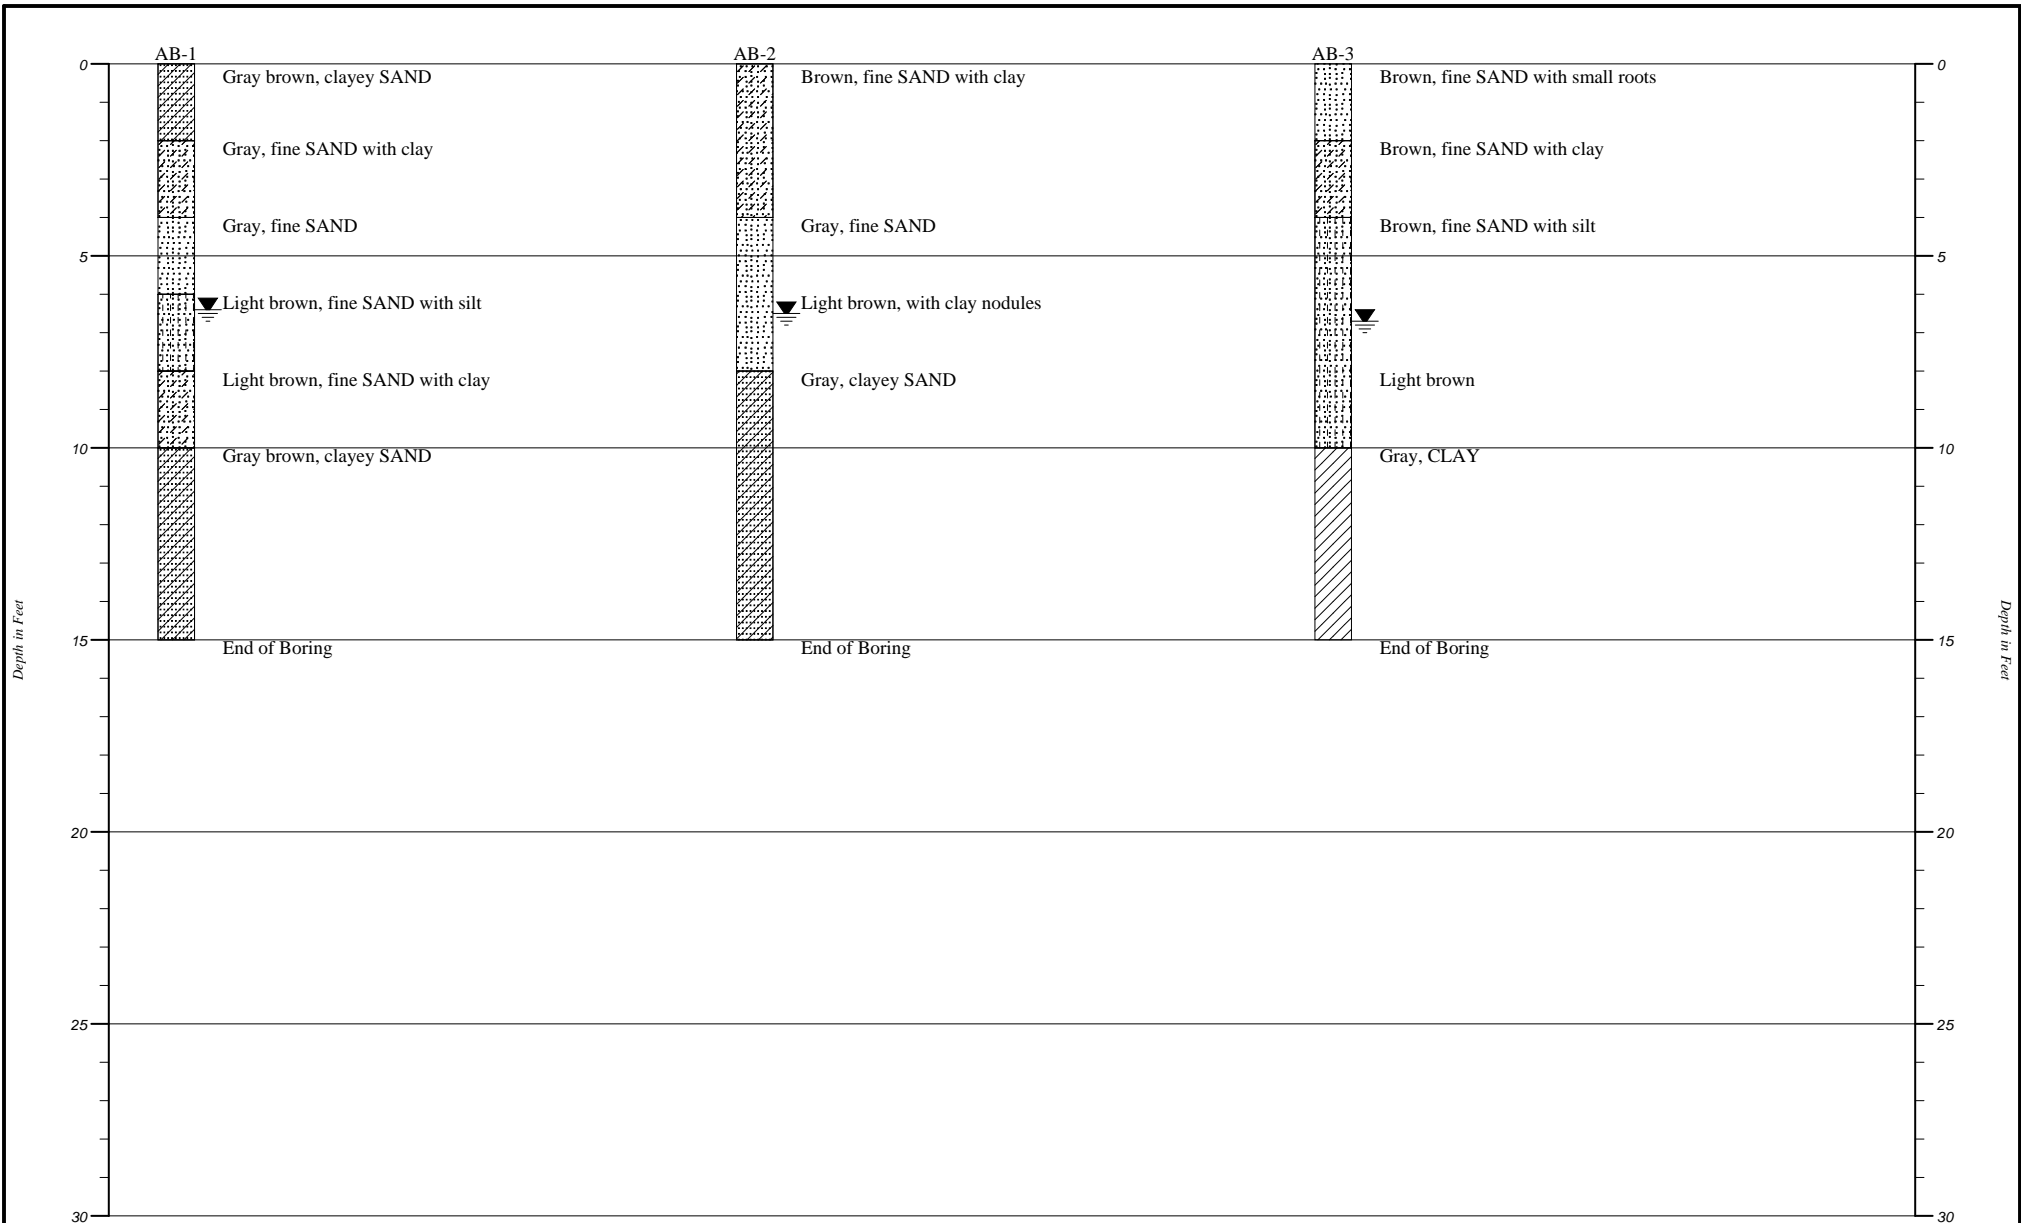 AB-1
AB-2
AB-3
0
0
Gray brown, clayey SAND
Brown, fine SAND with clay
Brown, fine SAND with small roots
Gray, fine SAND with clay
Brown, fine SAND with clay
Gray, fine SAND
Gray, fine SAND
Brown, fine SAND with silt
5
5
Light brown, fine SAND with silt
Light brown, with clay nodules
Light brown, fine SAND with clay
Gray, clayey SAND
Light brown
10
10
Gray brown, clayey SAND
Gray, CLAY
Depth in Feet
Depth in Feet
15
15
End of Boring
End of Boring
End of Boring
20
20
25
25
30
30